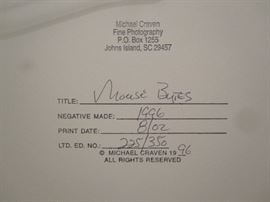 Michael Craven
Fine Photography
P.O. Box 1255
Johns Island, SC 29457
TITLE: Mouse Bytes
NEGATIVE MADE: 1996
PRINT DATE: 8/02
LTD. ED. NO.: 225/350
© MICHAEL CRAVEN 19 96
ALL RIGHTS RESERVED